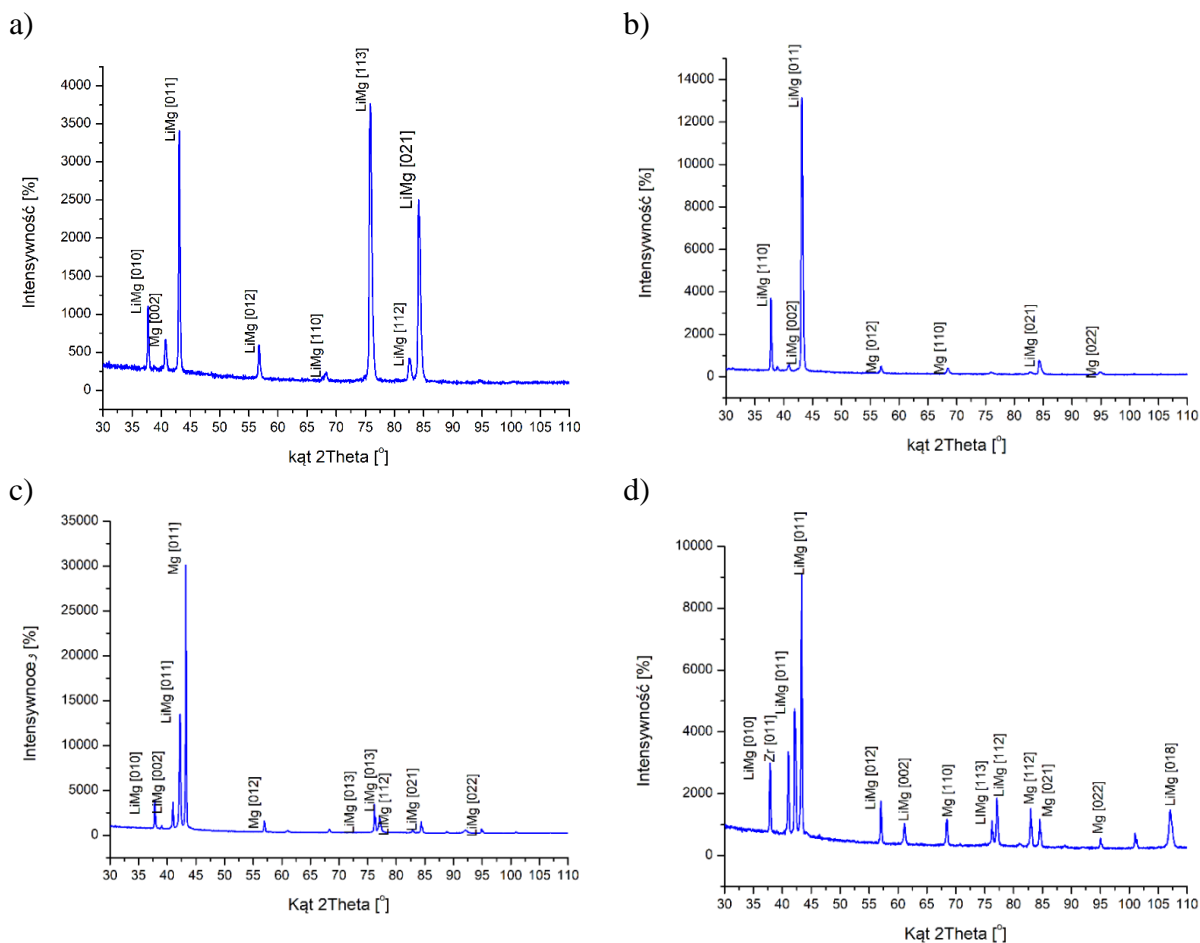 a)
Intensywność [%]
4000
3500
3000
2500
2000
1500
1000
500
0
LiMg [010]
Mg [002]
LiMg [011]
LiMg [012]
LiMg [110]
LiMg [113]
LiMg [112]
LiMg [021]
30 35 40 45 50 55 60 65 70 75 80 85 90 95 100 105 110
kąt 2Theta [°]
b)
Intensywność [%]
14000
12000
10000
8000
6000
4000
2000
0
LiMg [110]
LiMg [002]
LiMg [011]
Mg [012]
Mg [110]
LiMg [021]
Mg [022]
30 35 40 45 50 55 60 65 70 75 80 85 90 95 100 105 110
kąt 2Theta [°]
c)
35000
30000
25000
20000
15000
10000
5000
0
LiMg [010]
LiMg [002]
LiMg [011]
Mg [011]
Mg [012]
LiMg [013]
LiMg [013]
Mg [112]
LiMg [021]
LiMg [022]
30 35 40 45 50 55 60 65 70 75 80 85 90 95 100 105 110
Kąt 2Theta [°]
d)
Intensywność [%]
10000
8000
6000
4000
2000
0
LiMg [010]
Zr [011]
LiMg [011]
LiMg [011]
LiMg [012]
LiMg [002]
Mg [110]
LiMg [113]
LiMg [112]
Mg [112]
Mg [021]
Mg [022]
LiMg [018]
30 35 40 45 50 55 60 65 70 75 80 85 90 95 100 105 110
Kąt 2Theta [°]